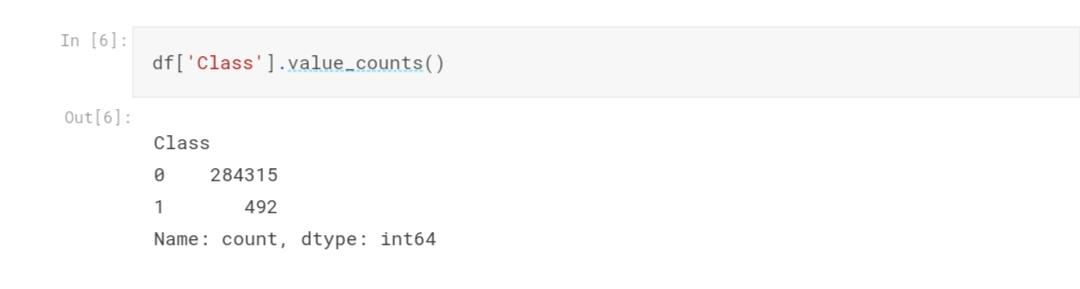 In [6]:
df['Class'].value_counts()
Out[6]:
Class
0    284315
1       492
Name: count, dtype: int64